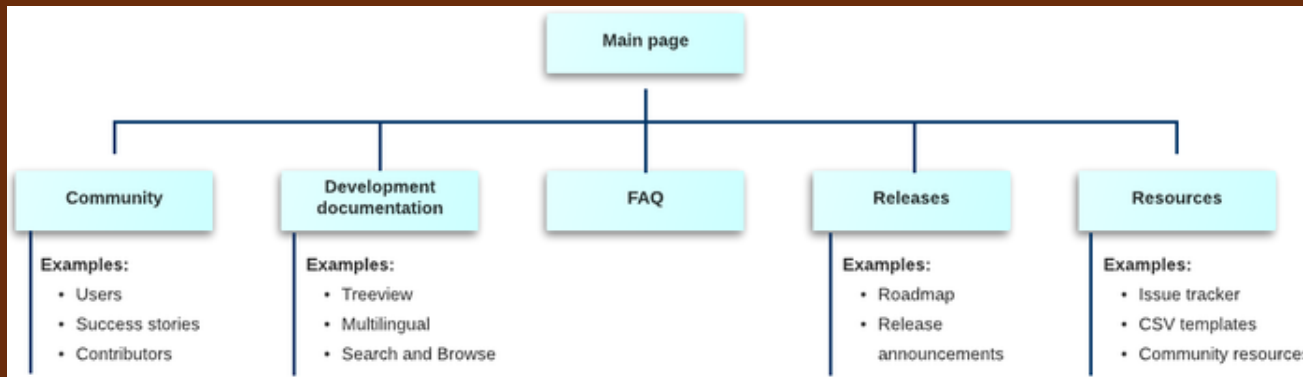 Main page
Community
Development
documentation
FAQ
Releases
Resources
Examples:
• Users
• Success stories
• Contributors
Examples:
• Treeview
• Multilingual
• Search and Browse
Examples:
• Roadmap
• Release
announcements
Examples:
• Issue tracker
• CSV templates
• Community resources